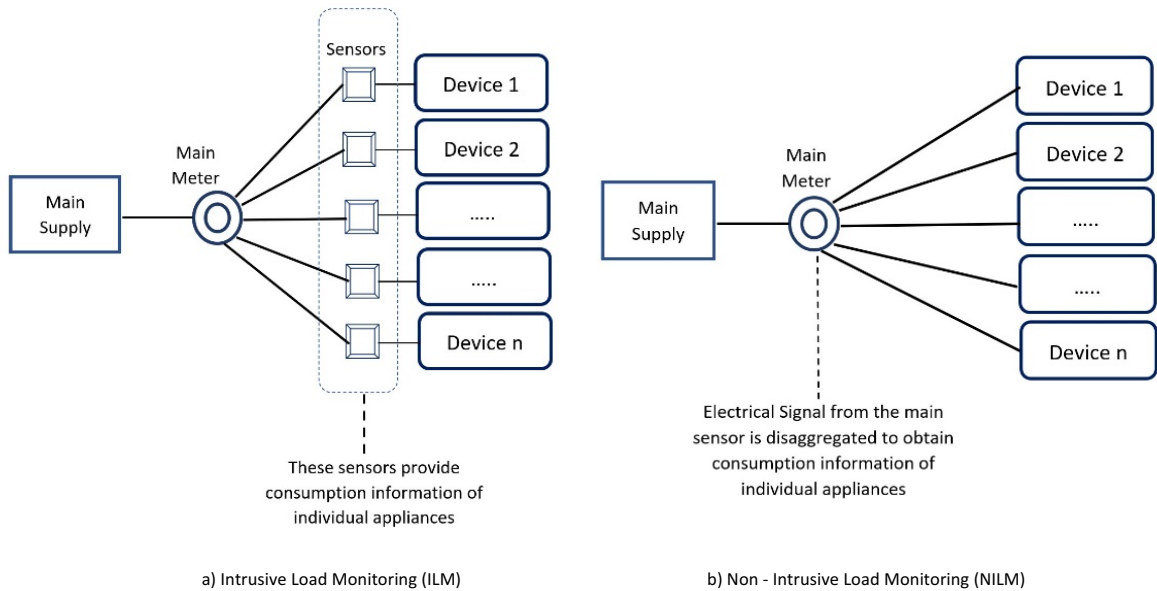 Sensors
Device 1
Device 2
.....
.....
Device n
Main
Meter
Main
Supply
These sensors provide
consumption information of
individual appliances
a) Intrusive Load Monitoring (ILM)
Device 1
Device 2
.....
.....
Device n
Main
Meter
Main
Supply
Electrical Signal from the main
sensor is disaggregated to obtain
consumption information of
individual appliances
b) Non - Intrusive Load Monitoring (NILM)